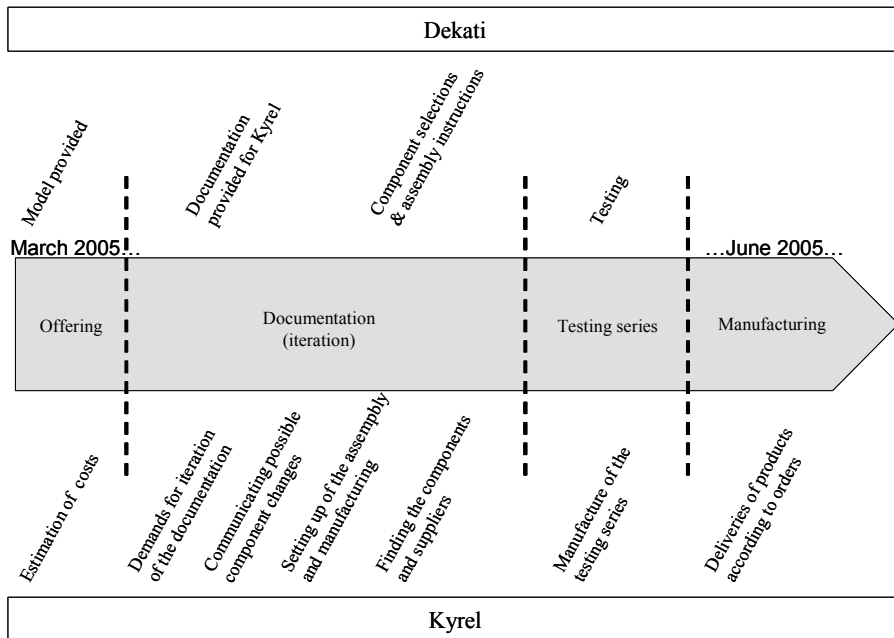 Dekati
Model provided
Documentation
provided for Kyrel
Component selections
& assembly instructions
Testing
March 2005...
...June 2005...
Offering
Documentation
(iteration)
Testing series
Manufacturing
Estimation of costs
Demands for iteration
of the documentation
Communicating possible
component changes
Setting up of the assempbly
and manufacturing
Finding the components
and suppliers
Manufacture of the
testing series
Deliveries of products
according to orders
Kyrel